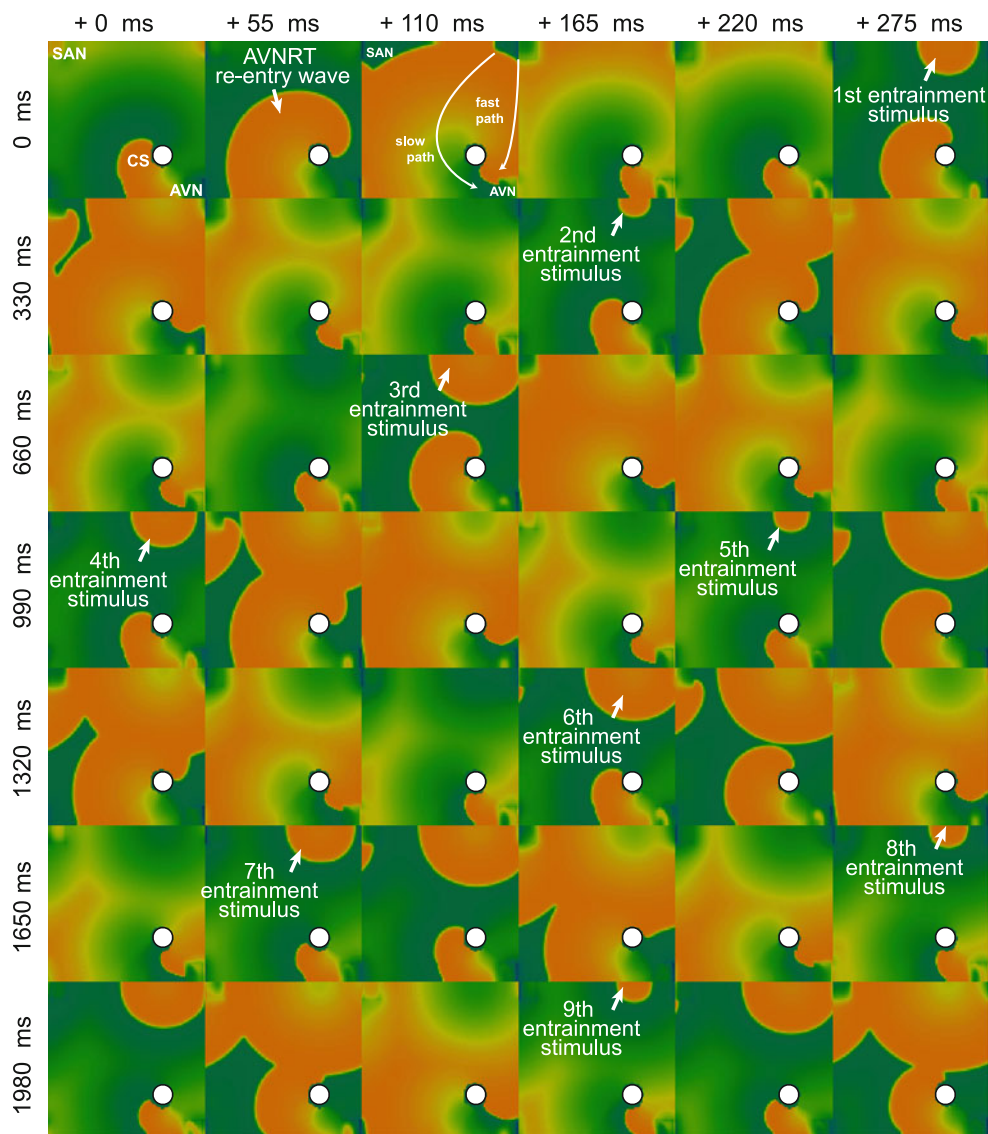 + 0 ms
+ 55 ms
+ 110 ms
+ 165 ms
+ 220 ms
+ 275 ms
0 ms
SAN
CS
AVN
AVNRT
re-entry wave
SAN
fast
path
slow
path
AVN
1st entrainment
stimulus
330 ms
2nd
entrainment
stimulus
660 ms
3rd
entrainment
stimulus
990 ms
4th
entrainment
stimulus
5th
entrainment
stimulus
1320 ms
6th
entrainment
stimulus
1650 ms
7th
entrainment
stimulus
8th
entrainment
stimulus
1980 ms
9th
entrainment
stimulus